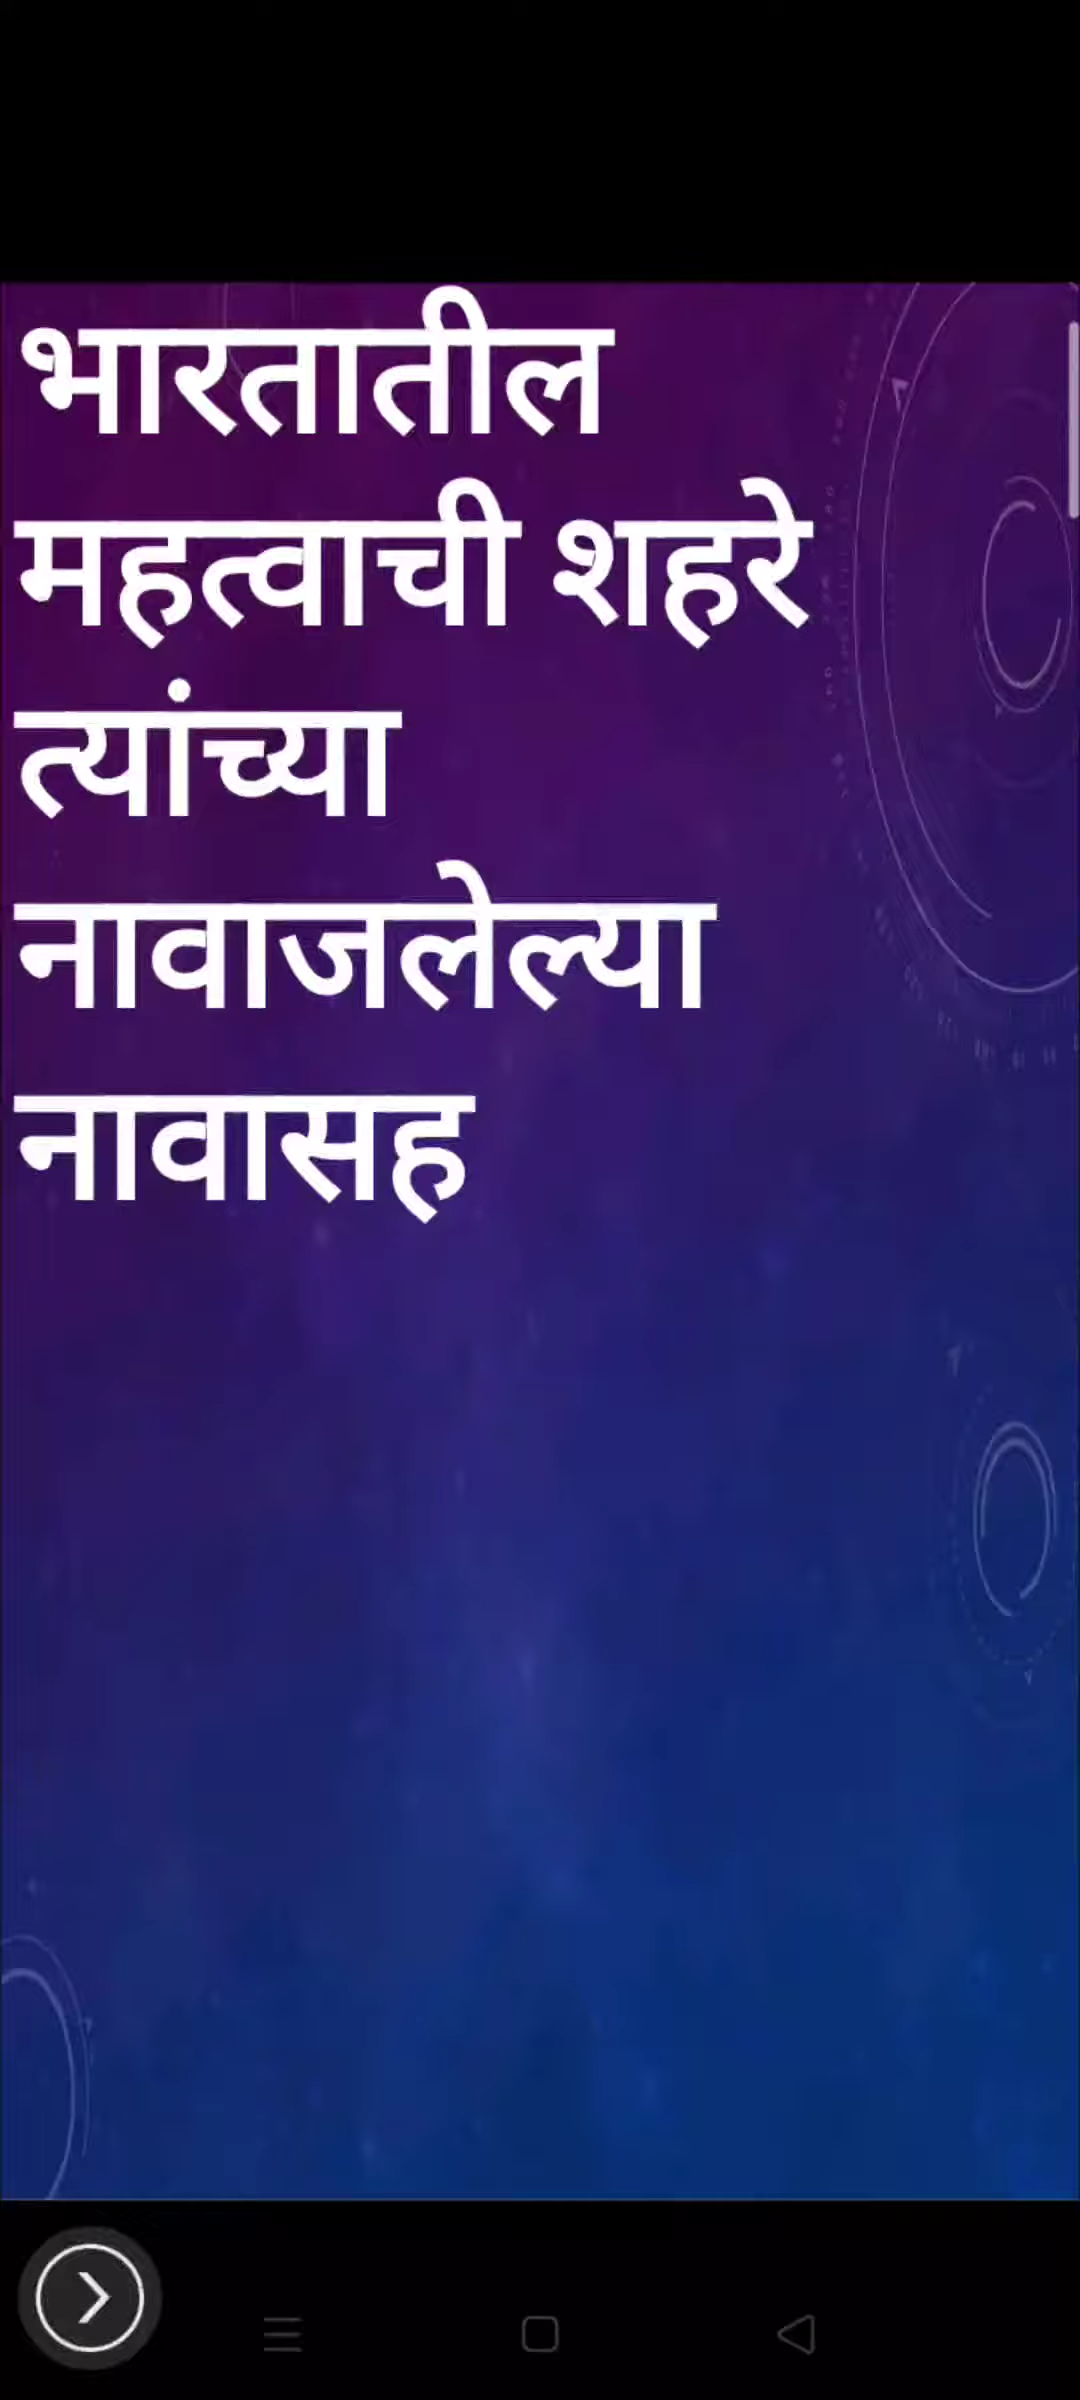 भारतातील
महत्वाची शहरे
त्यांच्या
नावाजलेल्या
नावासह